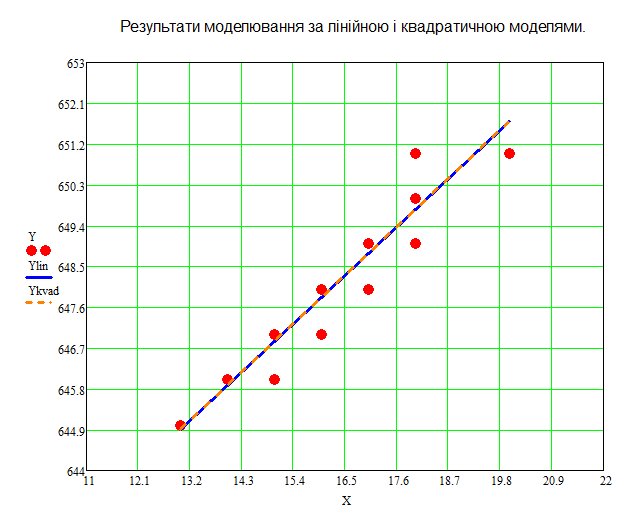 Результати моделювання за лінійною і квадратичною моделями.
653
652.1
651.2
650.3
649.4
648.5
647.6
646.7
645.8
644.9
644
Y
Ylin
Ykvad
11 12.1 13.2 14.3 15.4 16.5 17.6 18.7 19.8 20.9 22
X